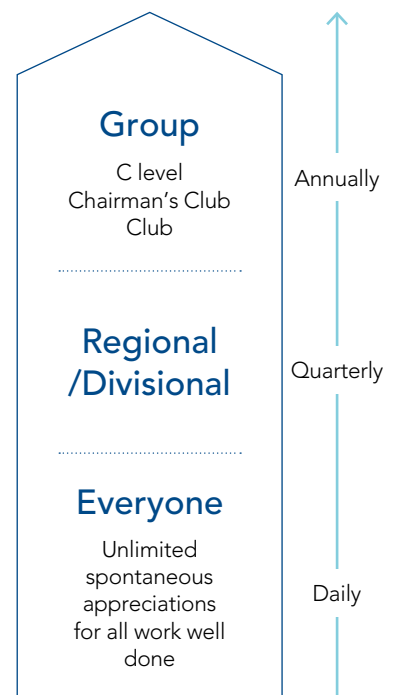 Group
C level
Chairman's Club
Club
Annually
Regional
/Divisional
Quarterly
Everyone
Unlimited
spontaneous
appreciations
for all work well
done
Daily